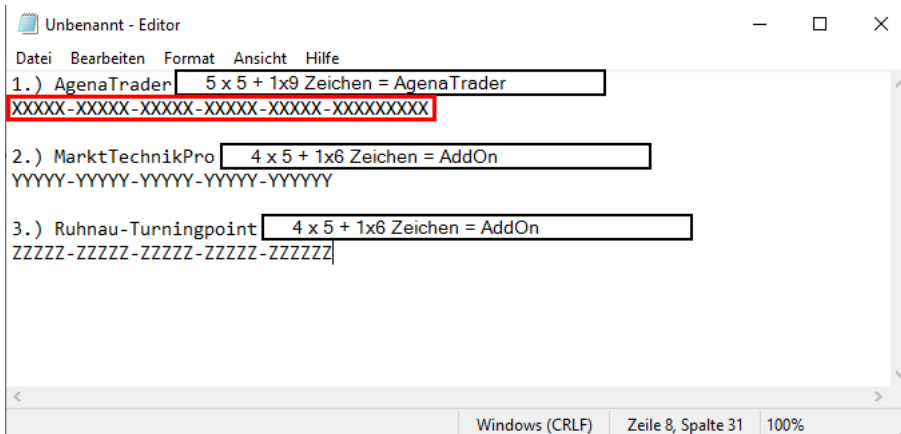 Unbenannt - Editor
Datei Bearbeiten Format Ansicht Hilfe
1.) AgenaTrader 5 x 5 + 1x9 Zeichen = AgenaTrader
XXXXX-XXXXX-XXXXX-XXXXX-XXXXX-XXXXXXXXX
2.) MarktTechnikPro 4 x 5 + 1x6 Zeichen = AddOn
YYYYY-YYYYY-YYYYY-YYYYY-YYYYYY
3.) Ruhnau-Turningpoint 4 x 5 + 1x6 Zeichen = AddOn
ZZZZZ-ZZZZZ-ZZZZZ-ZZZZZ-ZZZZZZ
Windows (CRLF) Zeile 8, Spalte 31 100%